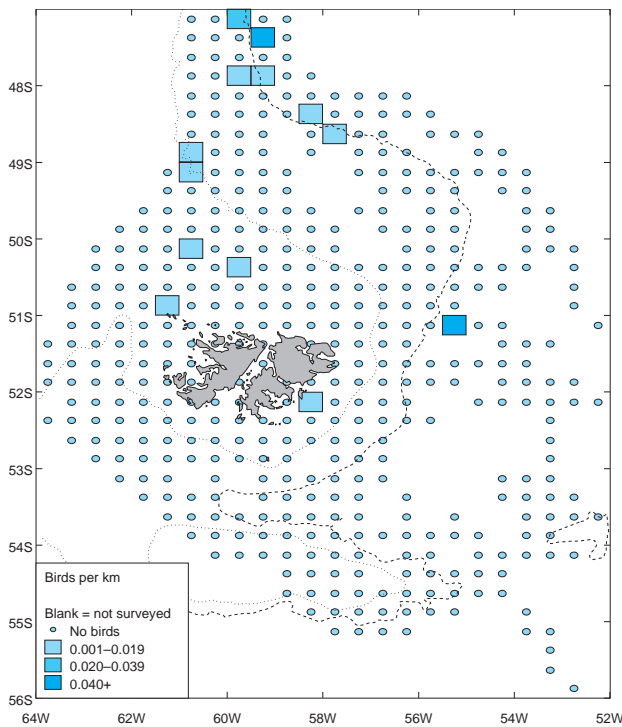 48S
49S
50S
51S
52S
53S
54S
55S
56S
Birds per km
Blank = not surveyed
No birds
0.001–0.019
0.020–0.039
0.040+
64W 62W 60W 58W 56W 54W 52W